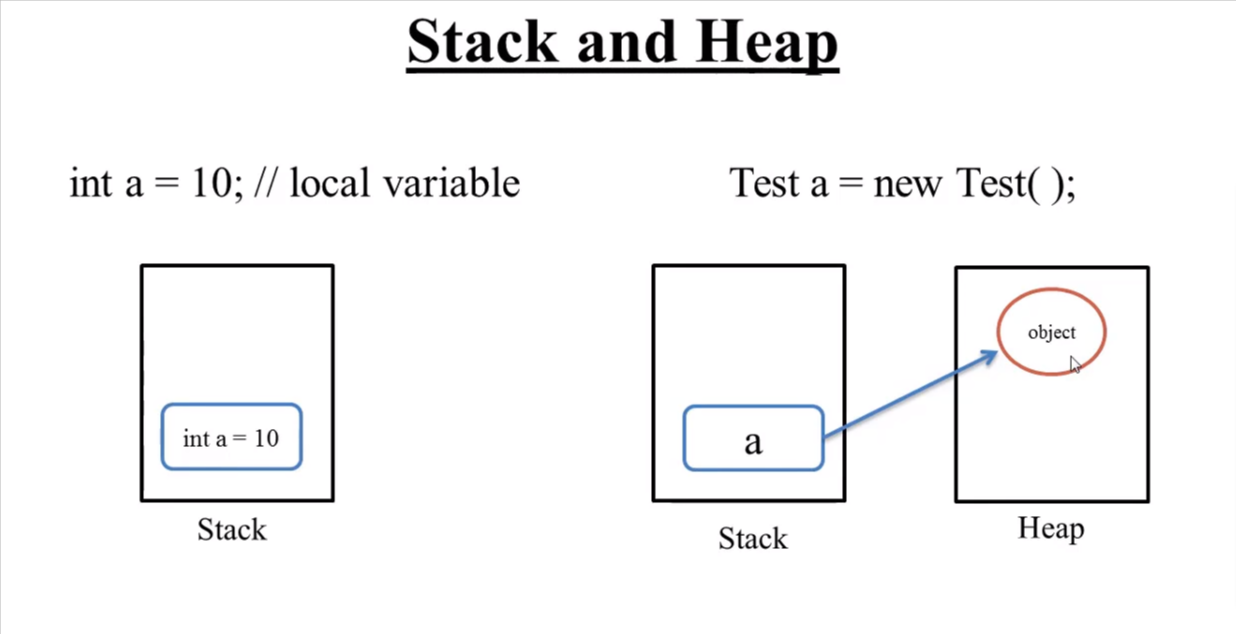 Stack and Heap
int a = 10; // local variable
Test a = new Test( );
int a = 10
Stack
a
Stack
object
Heap